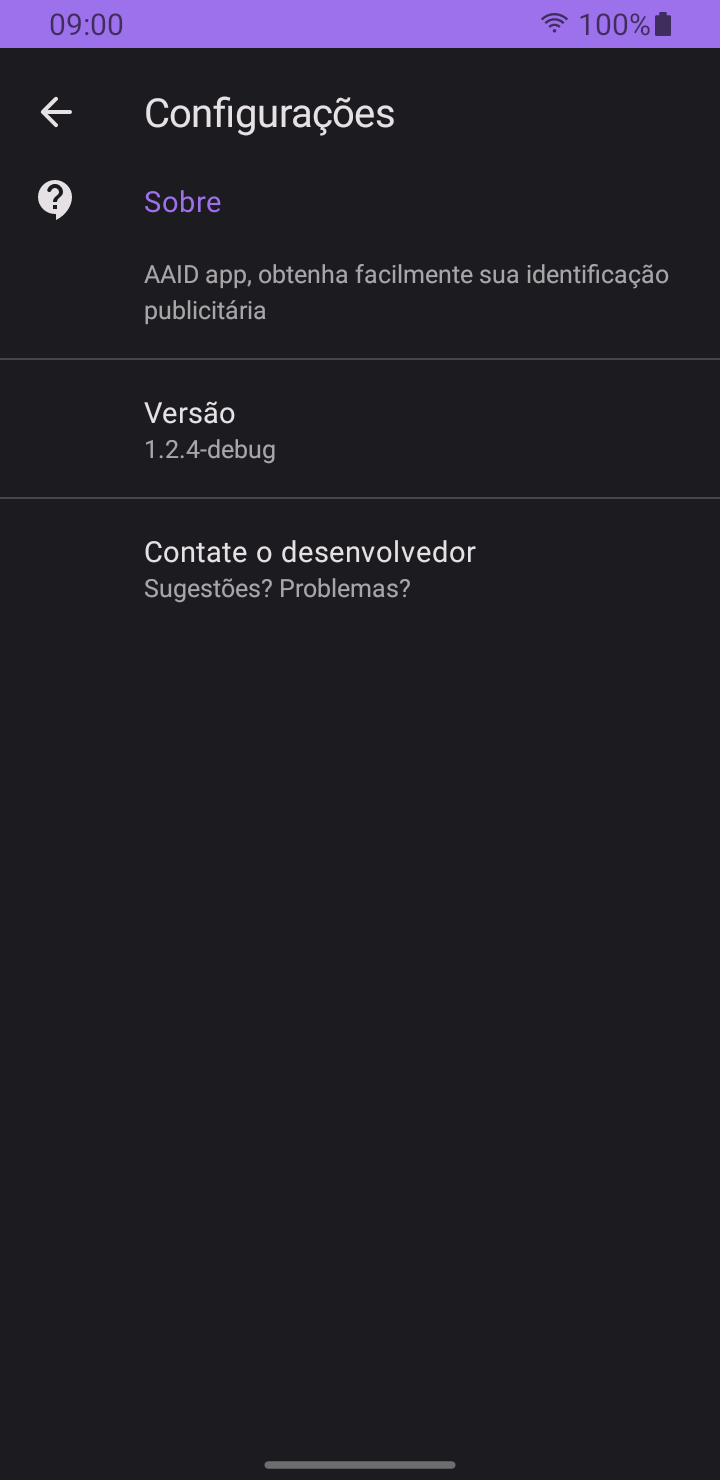 09:00 100%
Configurações
Sobre
AAID app, obtenha facilmente sua identificação
publicitária
Versão
1.2.4-debug
Contate o desenvolvedor
Sugestões? Problemas?